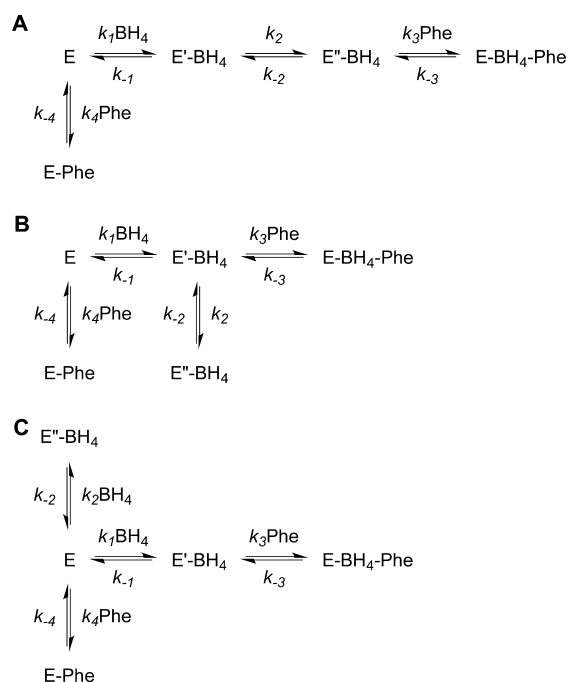 A
k₁BH₄ k₂ k₃Phe
E E'-BH₄ E"-BH₄ E-BH₄-Phe
k₋₁ k₋₂ k₋₃
k₋₄ k₄Phe
E-Phe
B
k₁BH₄ k₃Phe
E E'-BH₄ E-BH₄-Phe
k₋₁ k₋₃
k₋₄ k₄Phe k₋₂ k₂
E-Phe E"-BH₄
C
E"-BH₄
k₋₂ k₂BH₄
k₁BH₄ k₃Phe
E E'-BH₄ E-BH₄-Phe
k₋₁ k₋₃
k₋₄ k₄Phe
E-Phe